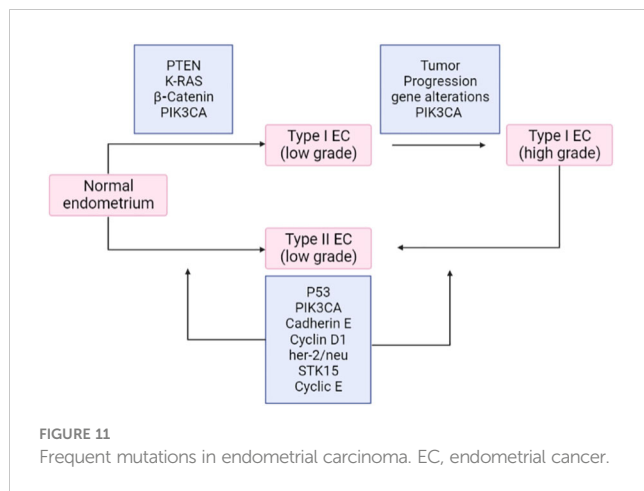 PTEN
K-RAS
β-Catenin
PIK3CA
Tumor
Progression
gene alterations
PIK3CA
Type I EC
(low grade)
Type I EC
(high grade)
Normal
endometrium
Type II EC
(low grade)
P53
PIK3CA
Cadherin E
Cyclin D1
her-2/neu
STK15
Cyclic E
FIGURE 11
Frequent mutations in endometrial carcinoma. EC, endometrial cancer.